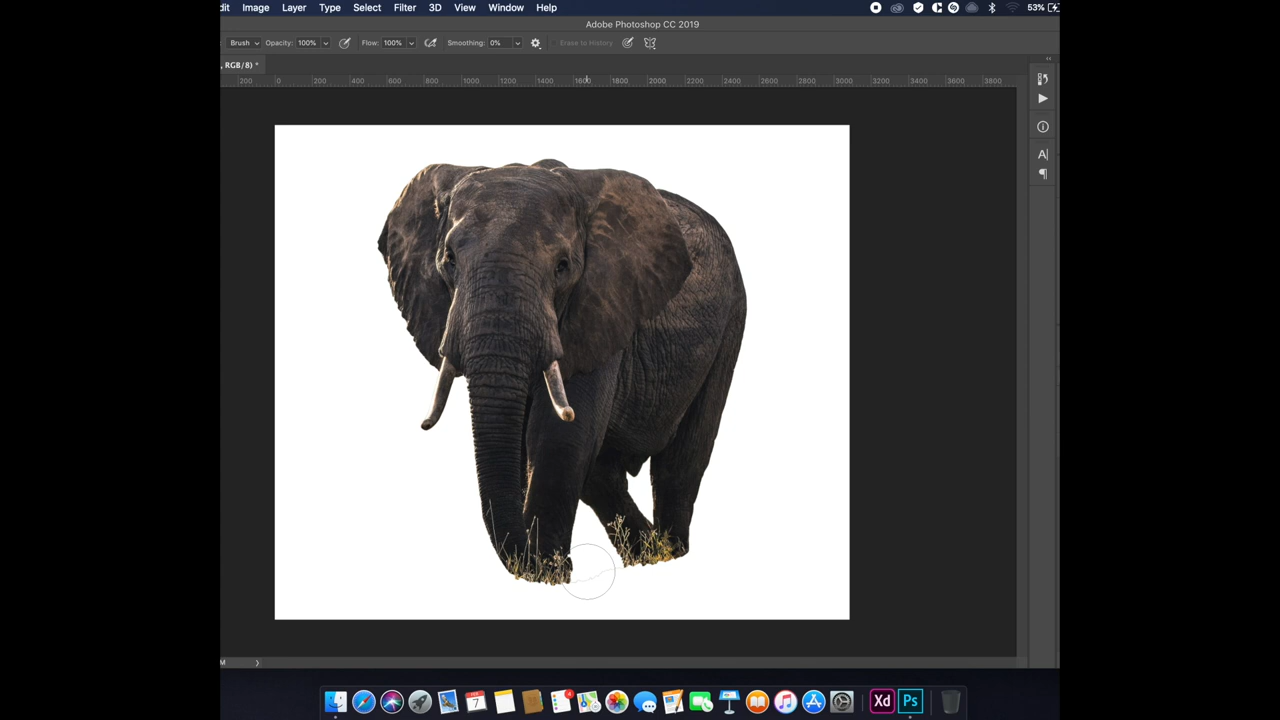 dit Image Layer Type Select Filter 3D View Window Help 53%
Adobe Photoshop CC 2019
Brush Opacity: 100% Flow: 100% Smoothing: 0% Erase to History
, RGB/8) *
200 0 200 400 600 800 1000 1200 1400 1600 1800 2000 2200 2400 2600 2800 3000 3200 3400 3600 3800
A|
¶
M
7
4
Xd Ps